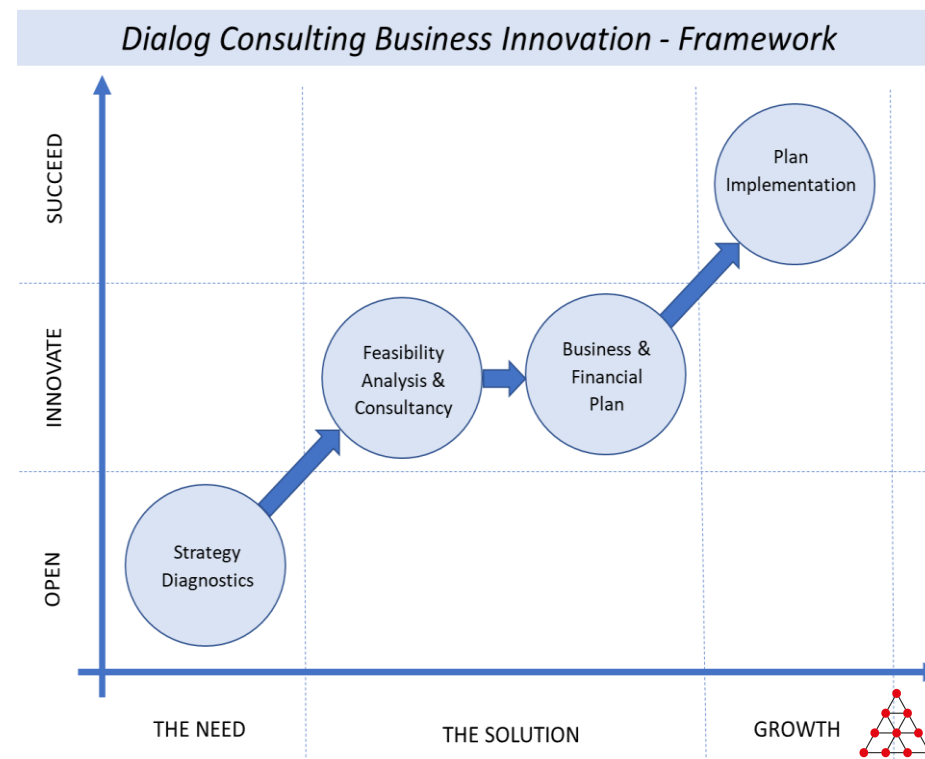 Dialog Consulting Business Innovation - Framework
SUCCEED
Plan
Implementation
INNOVATE
Feasibility
Analysis &
Consultancy
Business &
Financial
Plan
OPEN
Strategy
Diagnostics
THE NEED
THE SOLUTION
GROWTH